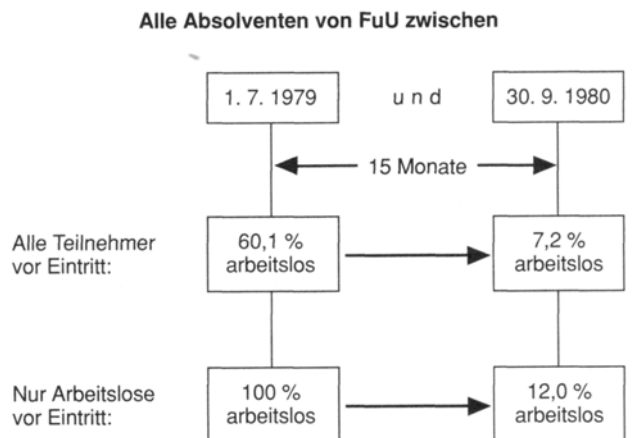 Alle Absolventen von FuU zwischen
1. 7. 1979 und 30. 9. 1980
15 Monate
Alle Teilnehmer
vor Eintritt:
60,1 %
arbeitslos
7,2 %
arbeitslos
Nur Arbeitslose
vor Eintritt:
100 %
arbeitslos
12,0 %
arbeitslos